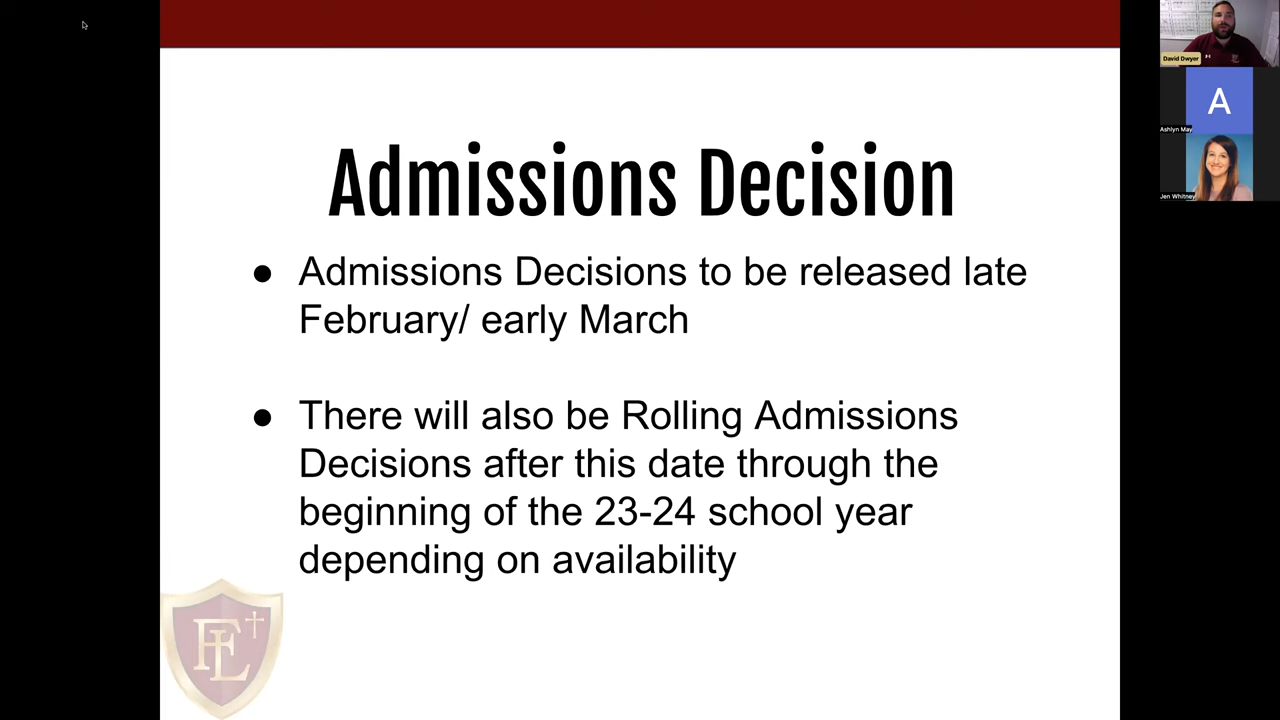 Admissions Decision
● Admissions Decisions to be released late
February/ early March
● There will also be Rolling Admissions
Decisions after this date through the
beginning of the 23-24 school year
depending on availability
FL
David Dwyer
A
Ashlyn May
Jen Whitney